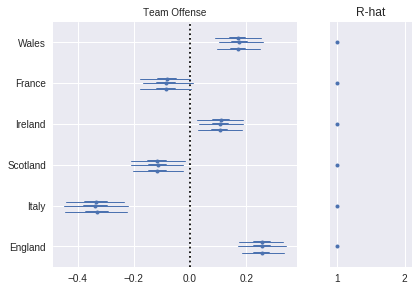 Team Offense
R-hat
Wales
France
Ireland
Scotland
Italy
England
−0.4 −0.2 0.0 0.2
1 2